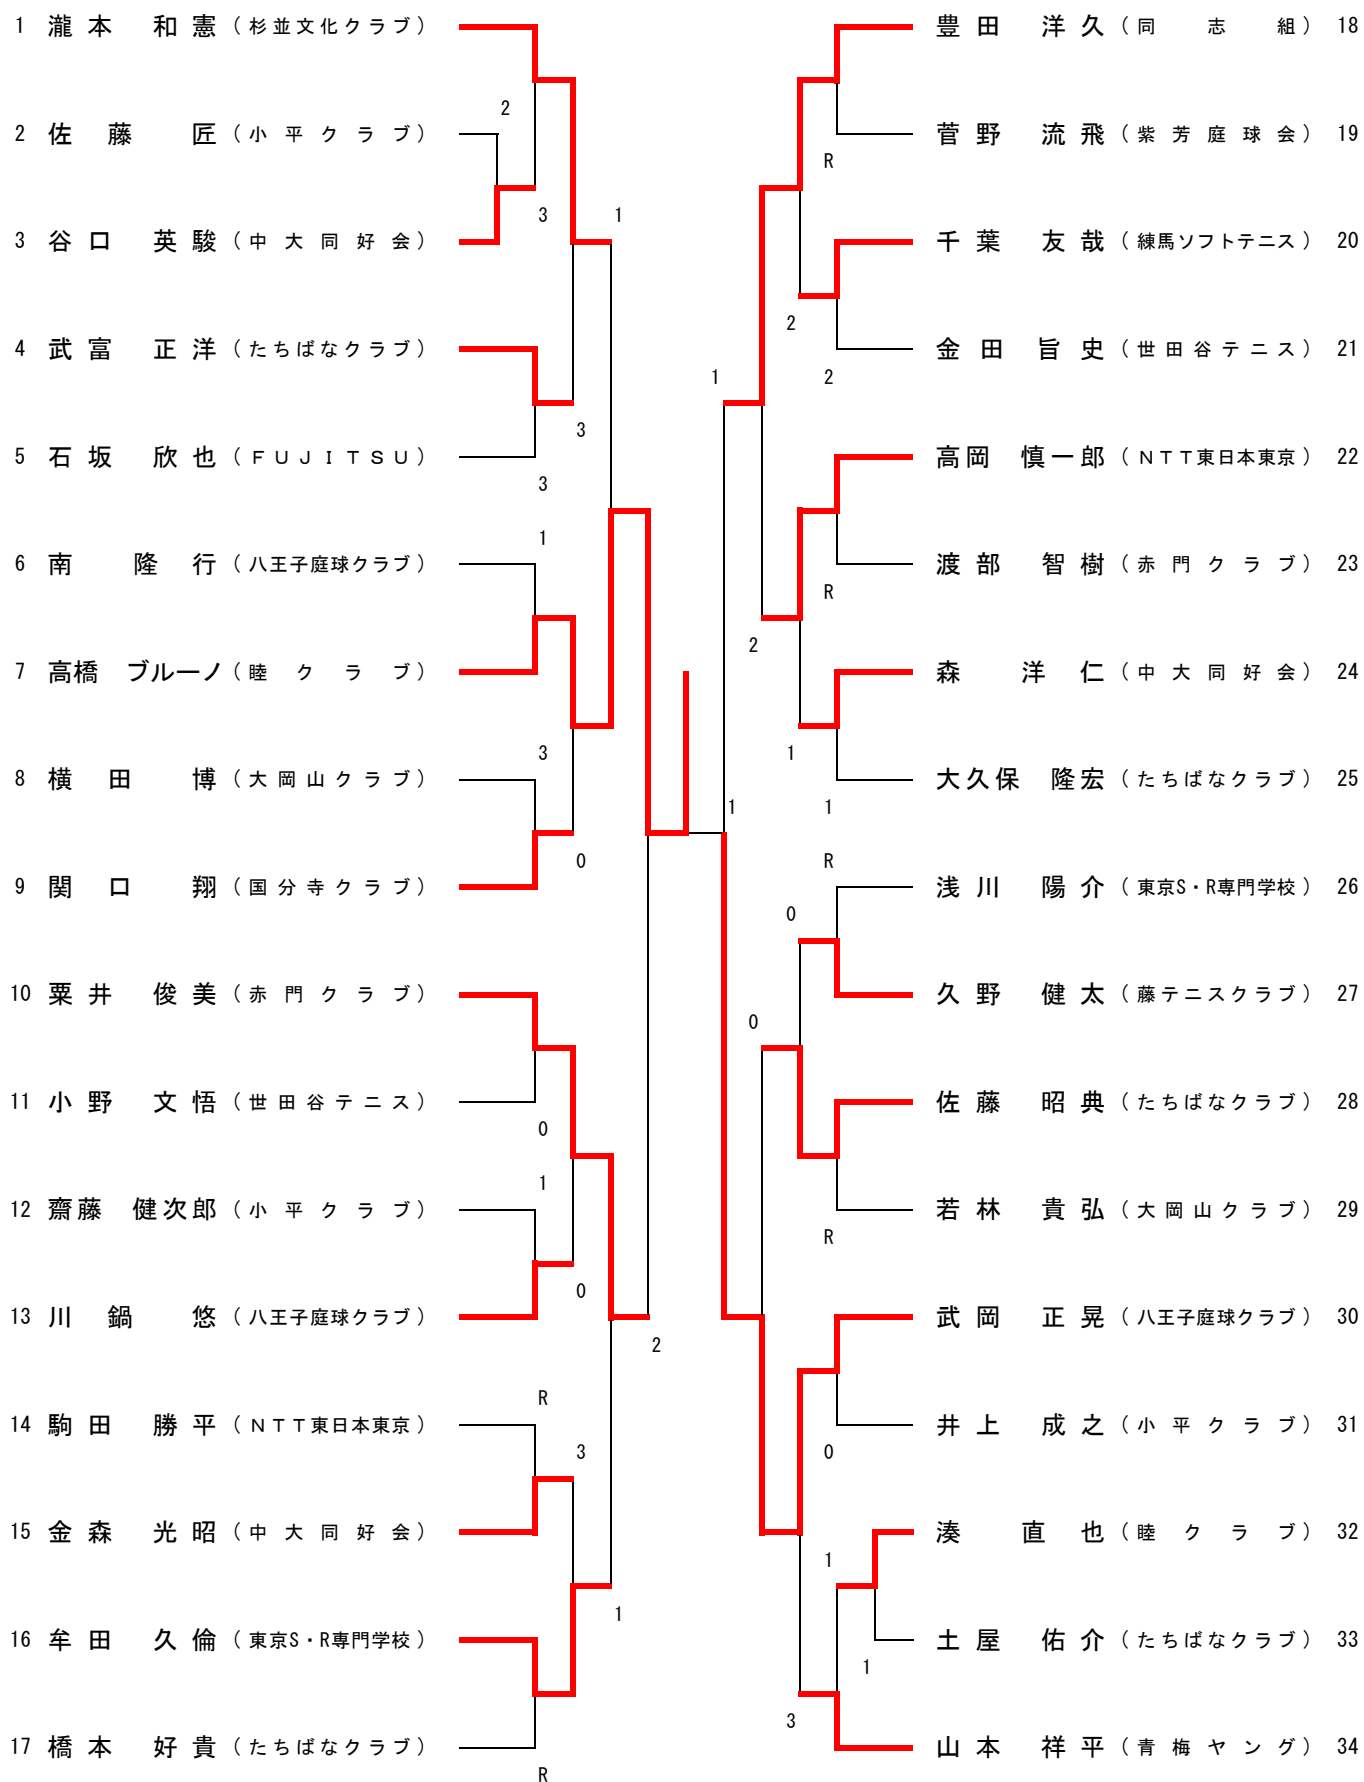 1 瀧本 和憲 (杉並文化クラブ)
2 佐藤 匠 (小平クラブ)
3 谷口 英駿 (中大同好会)
4 武富 正洋 (たちばなクラブ)
5 石坂 欣也 (FUJITSU)
6 南 隆行 (八王子庭球クラブ)
7 高橋 ブルーノ (睦クラブ)
8 横田 博 (大岡山クラブ)
9 関口 翔 (国分寺クラブ)
10 粟井 俊美 (赤門クラブ)
11 小野 文悟 (世田谷テニス)
12 齋藤 健次郎 (小平クラブ)
13 川鍋 悠 (八王子庭球クラブ)
14 駒田 勝平 (NTT東日本東京)
15 金森 光昭 (中大同好会)
16 牟田 久倫 (東京S・R専門学校)
17 橋本 好貴 (たちばなクラブ)
2
3
1
3
3
1
3
0
0
1
0
2
R
3
1
R
豊田 洋久 (同志組) 18
菅野 流飛 (紫芳庭球会) 19
千葉 友哉 (練馬ソフトテニス) 20
金田 旨史 (世田谷テニス) 21
高岡 慎一郎 (NTT東日本東京) 22
渡部 智樹 (赤門クラブ) 23
森 洋仁 (中大同好会) 24
大久保 隆宏 (たちばなクラブ) 25
浅川 陽介 (東京S・R専門学校) 26
久野 健太 (藤テニスクラブ) 27
佐藤 昭典 (たちばなクラブ) 28
若林 貴弘 (大岡山クラブ) 29
武岡 正晃 (八王子庭球クラブ) 30
井上 成之 (小平クラブ) 31
湊 直也 (睦クラブ) 32
土屋 佑介 (たちばなクラブ) 33
山本 祥平 (青梅ヤング) 34
R
2
1
2
R
2
1
1
1
R
0
0
R
0
1
1
3